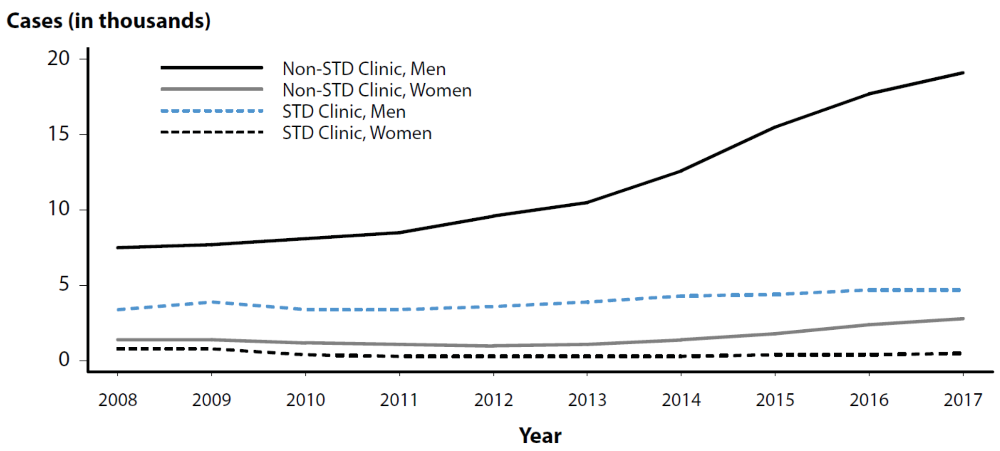 Cases (in thousands)
20
15
10
5
0
Non-STD Clinic, Men
Non-STD Clinic, Women
STD Clinic, Men
STD Clinic, Women
2008 2009 2010 2011 2012 2013 2014 2015 2016 2017
Year